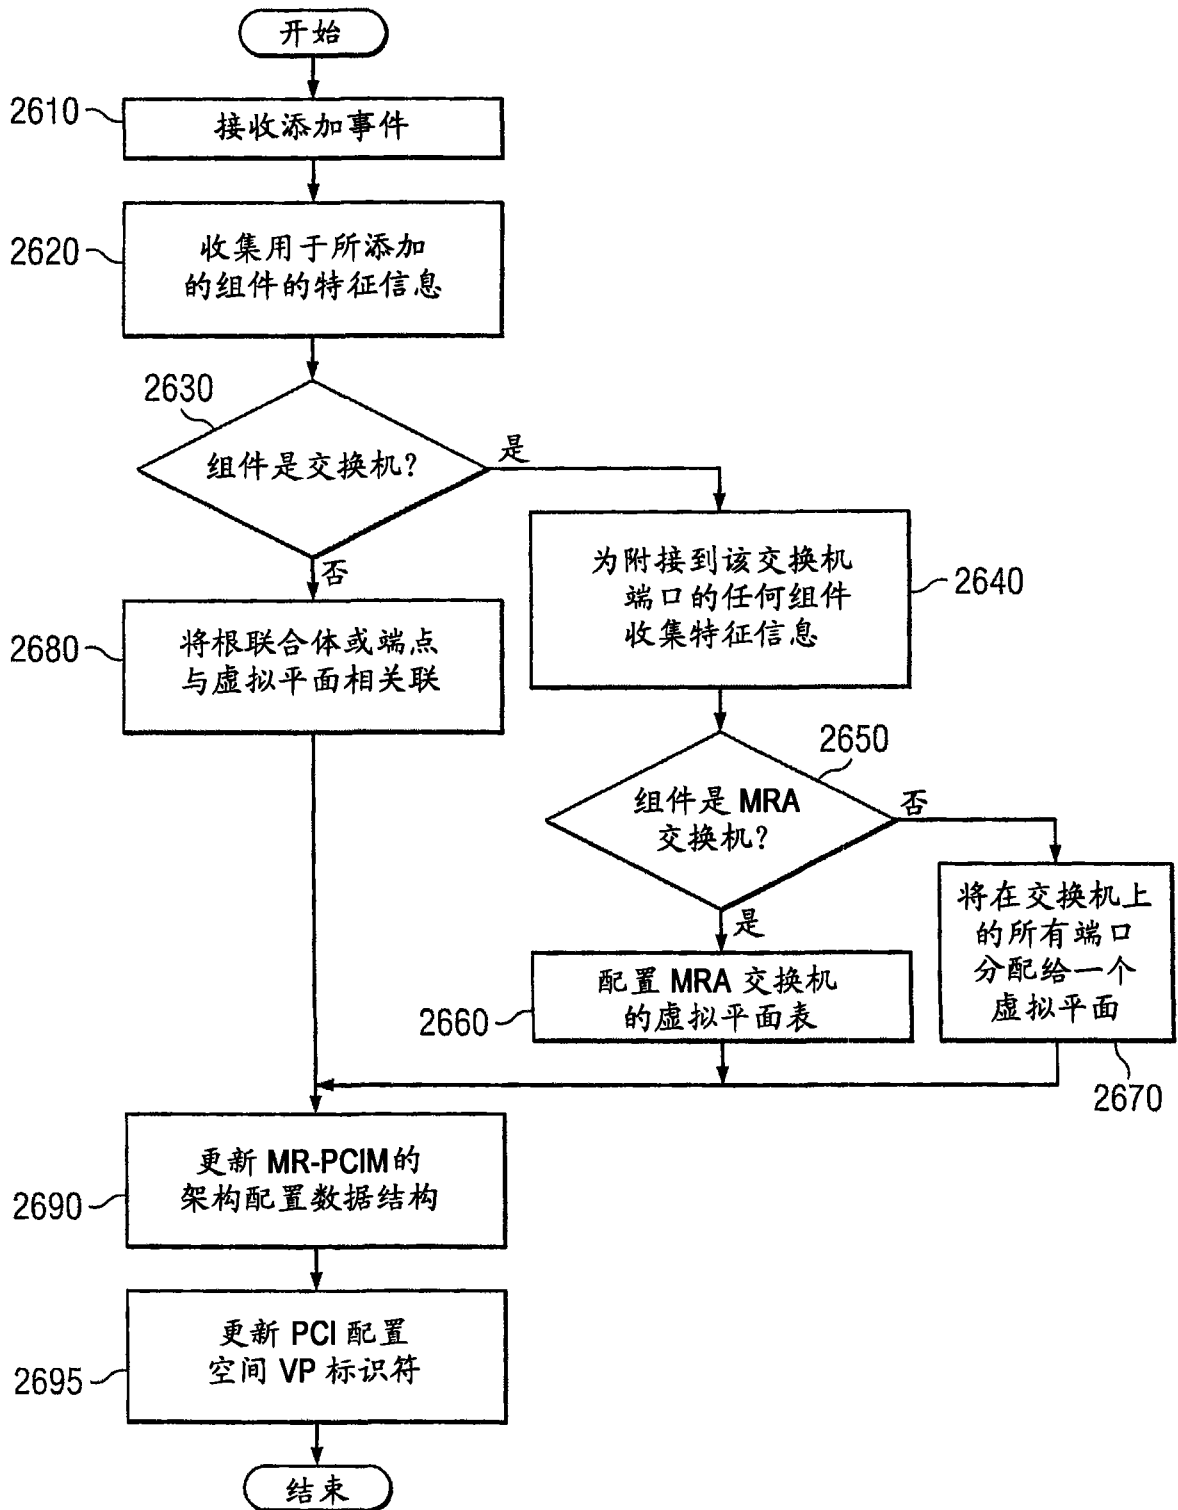 开始
2610
接收添加事件
2620
收集用于所添加
的组件的特征信息
2630
组件是交换机?
是
否
为附接到该交换机
端口的任何组件
收集特征信息
2640
2680
将根联合体或端点
与虚拟平面相关联
2650
组件是 MRA
交换机?
否
是
将在交换机上
的所有端口
分配给一个
虚拟平面
2660
配置 MRA 交换机
的虚拟平面表
2670
2690
更新 MR-PCIM 的
架构配置数据结构
2695
更新 PCI 配置
空间 VP 标识符
结束